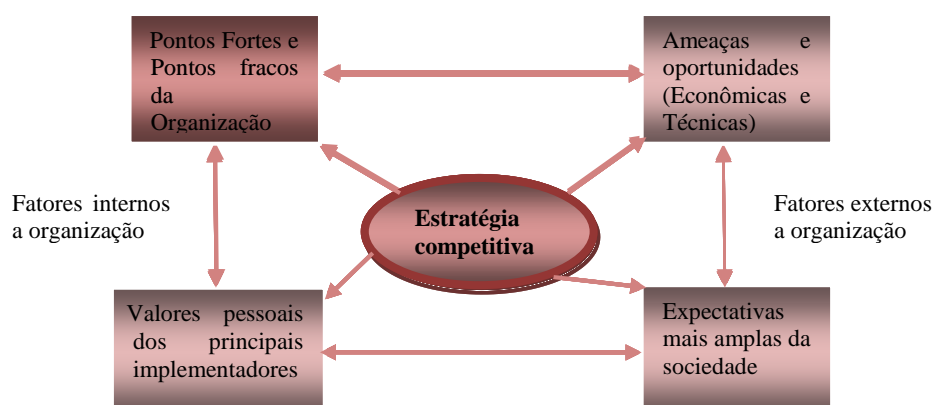 Pontos Fortes e
Pontos fracos
da
Organização
Ameaças e
oportunidades
(Econômicas e
Técnicas)
Fatores internos
a organização
Estratégia
competitiva
Fatores externos
a organização
Valores pessoais
dos principais
implementadores
Expectativas
mais amplas da
sociedade